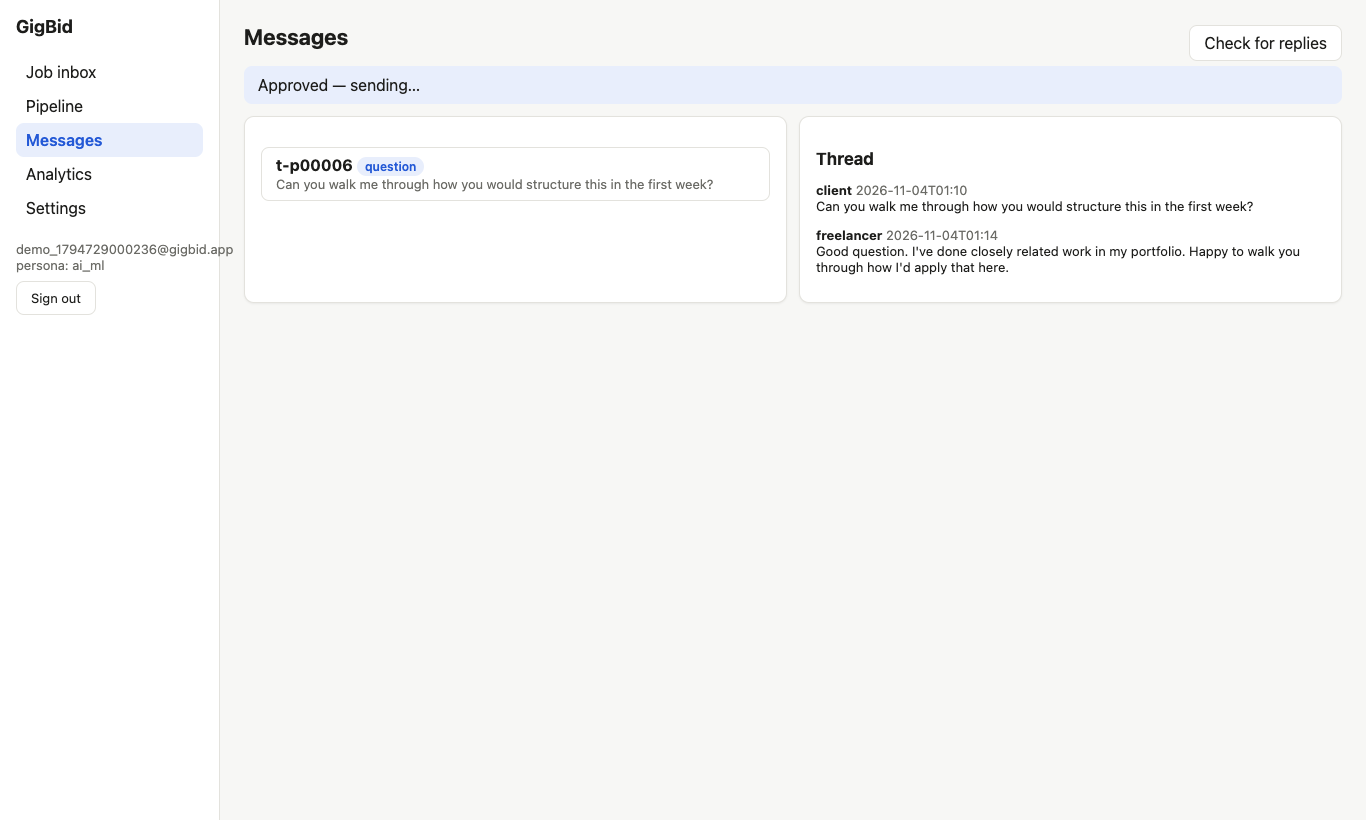 GigBid
Job inbox
Pipeline
Messages
Analytics
Settings
demo_1794729000236@gigbid.app
persona: ai_ml
Sign out
Messages
Check for replies
Approved — sending...
t-p00006 question
Can you walk me through how you would structure this in the first week?
Thread
client 2026-11-04T01:10
Can you walk me through how you would structure this in the first week?
freelancer 2026-11-04T01:14
Good question. I've done closely related work in my portfolio. Happy to walk you
through how I'd apply that here.